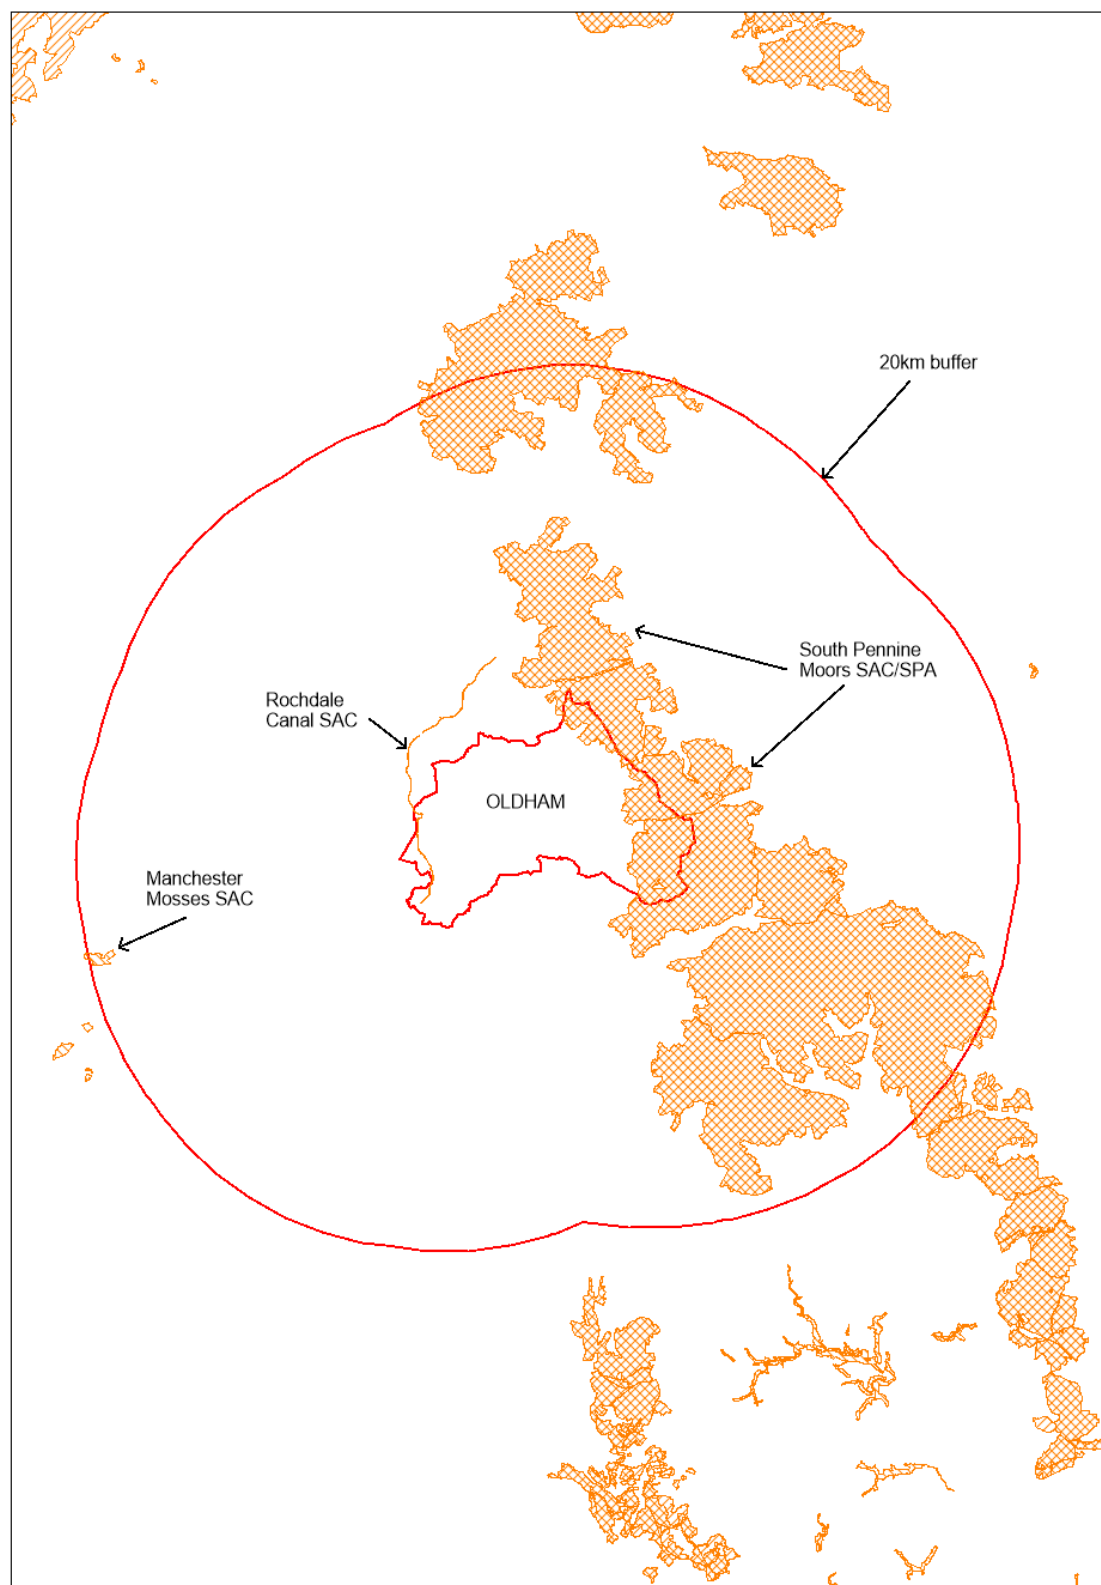 20km buffer
South Pennine
Moors SAC/SPA
Rochdale
Canal SAC
OLDHAM
Manchester
Mosses SAC